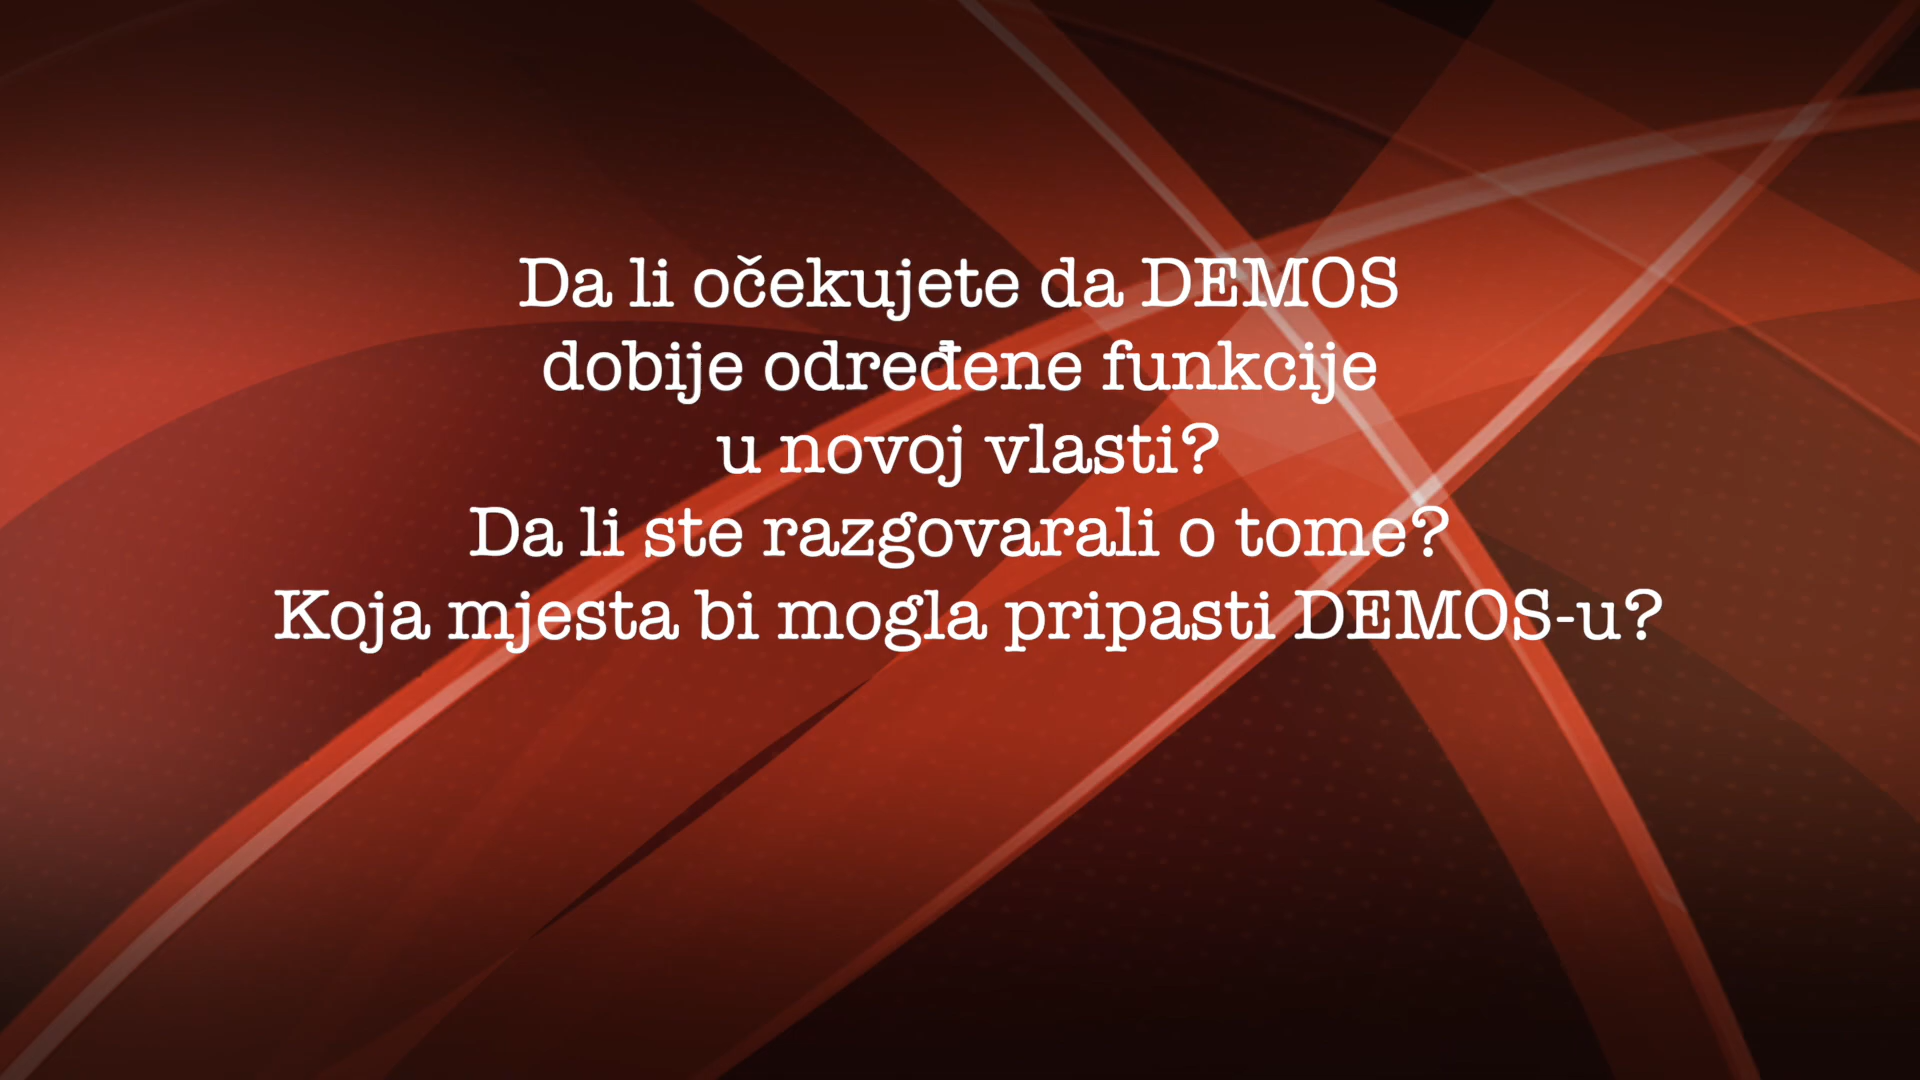 Da li očekujete da DEMOS
dobije određene funkcije
u novoj vlasti?
Da li ste razgovarali o tome?
Koja mjesta bi mogla pripasti DEMOS-u?